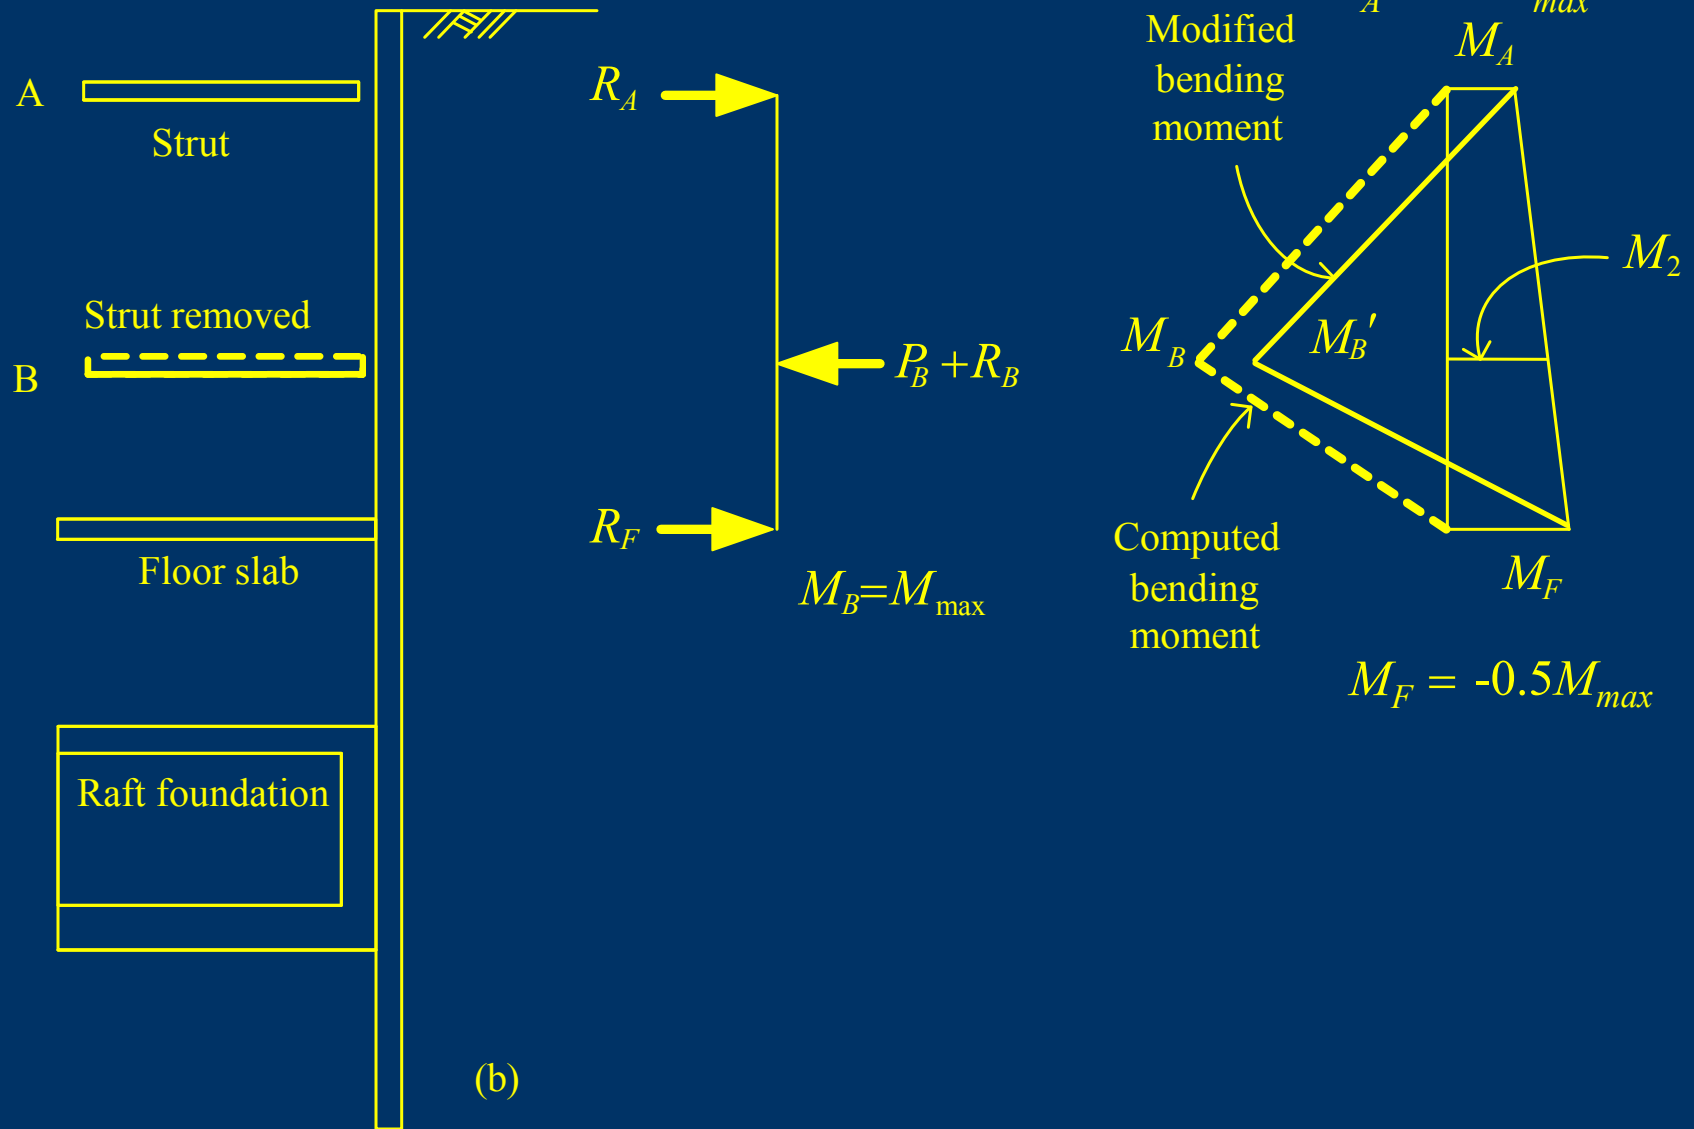 A
Strut
Strut removed
B
Floor slab
Raft foundation
(b)
R_A
P_B + R_B
R_F
M_B=M_max
A max
Modified
bending
moment
M_A
M_2
M_B
M_B'
Computed
bending
moment
M_F
M_F = -0.5M_max